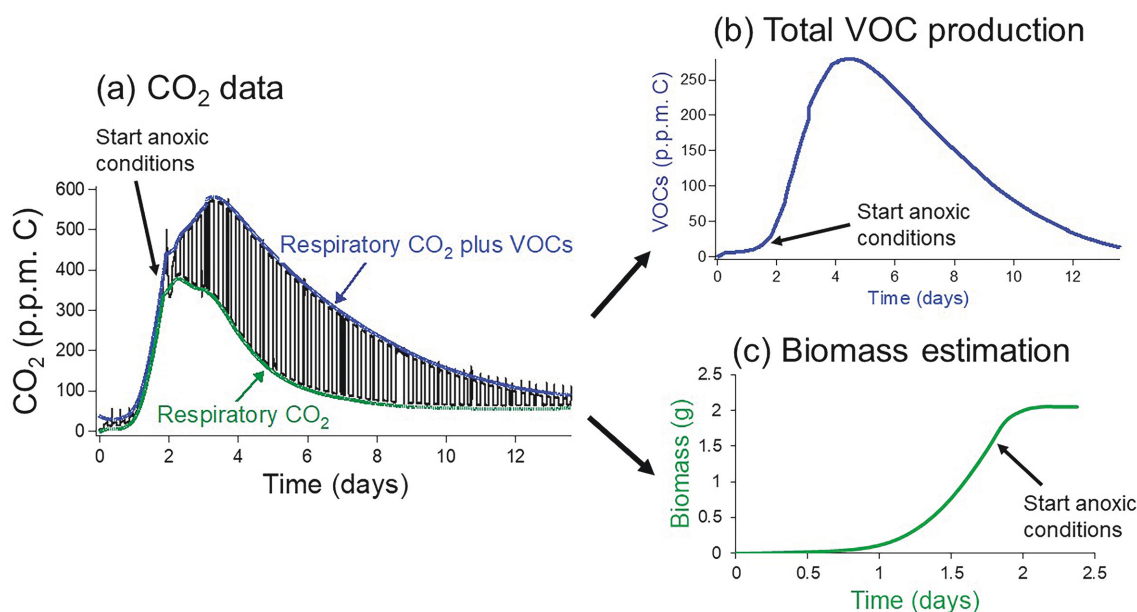 (a) CO₂ data
Start anoxic
conditions
CO₂ (p.p.m. C)
600
500
400
300
200
100
0
Respiratory CO₂ plus VOCs
Respiratory CO₂
0
2
4
6
8
10
12
Time (days)
(b) Total VOC production
VOCs (p.p.m. C)
250
200
150
100
50
0
Start anoxic
conditions
0
2
4
6
8
10
12
Time (days)
(c) Biomass estimation
Biomass (g)
2.5
2
1.5
1
0.5
0
Start anoxic
conditions
0
0.5
1
1.5
2
2.5
Time (days)